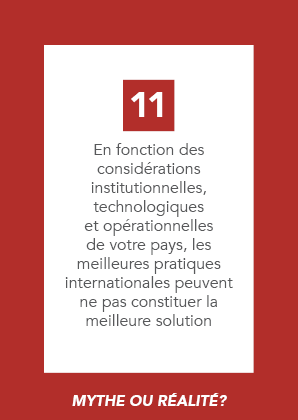 11
En fonction des
considérations
institutionnelles,
technologiques
et opérationnelles
de votre pays, les
meilleures pratiques
internationales peuvent
ne pas constituer la
meilleure solution
MYTHE OU RÉALITÉ?